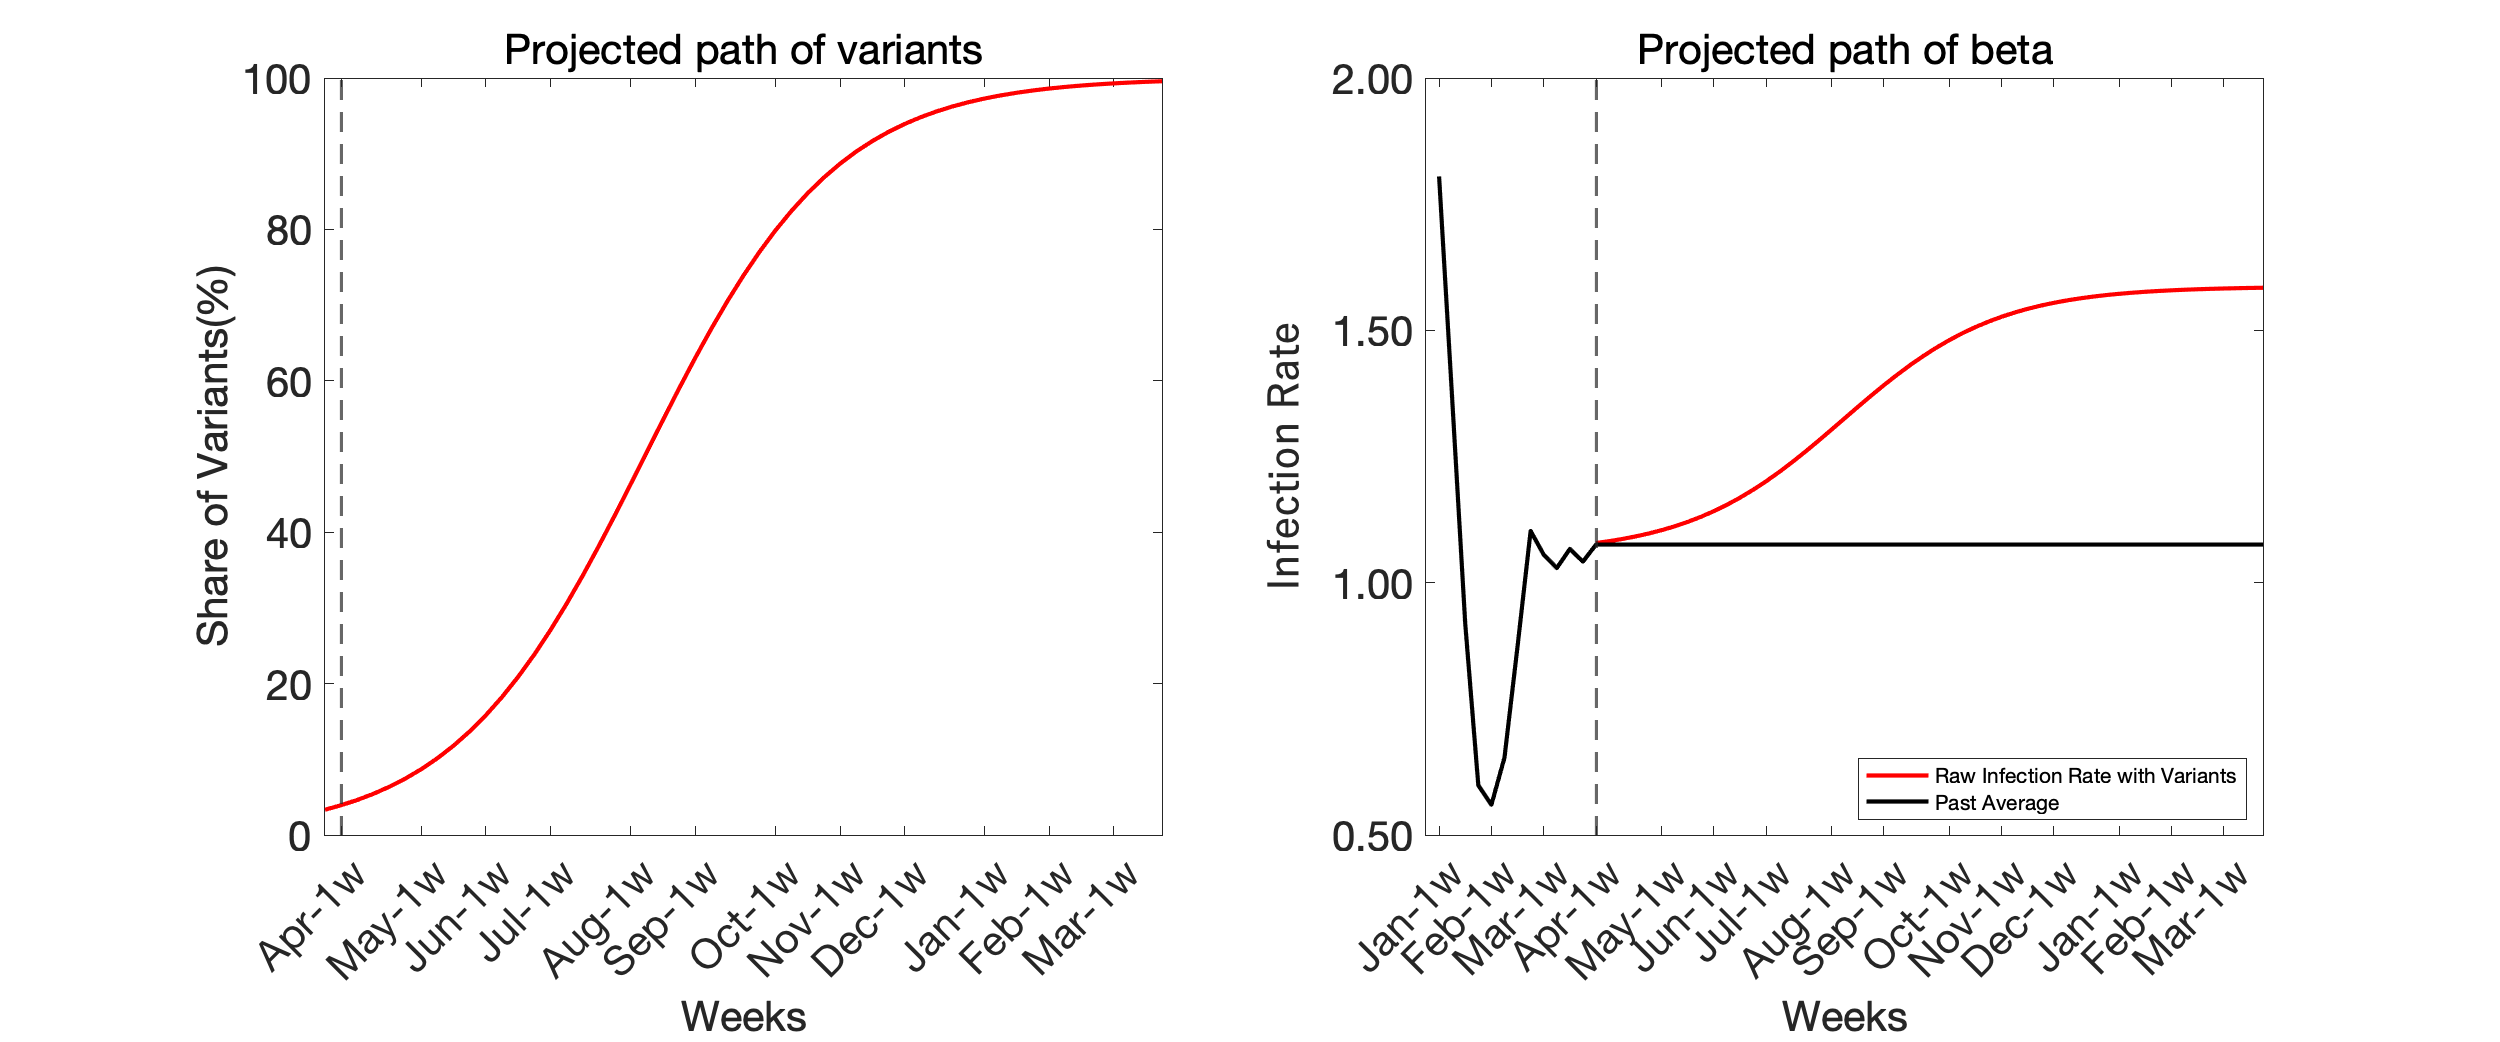 Projected path of variants
100
80
60
40
20
0
Share of Variants(%)
Apr-1w
May-1w
Jun-1w
Jul-1w
Aug-1w
Sep-1w
Oct-1w
Nov-1w
Dec-1w
Jan-1w
Feb-1w
Mar-1w
Weeks
Projected path of beta
2.00
1.50
1.00
0.50
Infection Rate
Raw Infection Rate with Variants
Past Average
Jan-1w
Feb-1w
Mar-1w
Apr-1w
May-1w
Jun-1w
Jul-1w
Aug-1w
Sep-1w
Oct-1w
Nov-1w
Dec-1w
Jan-1w
Feb-1w
Mar-1w
Weeks